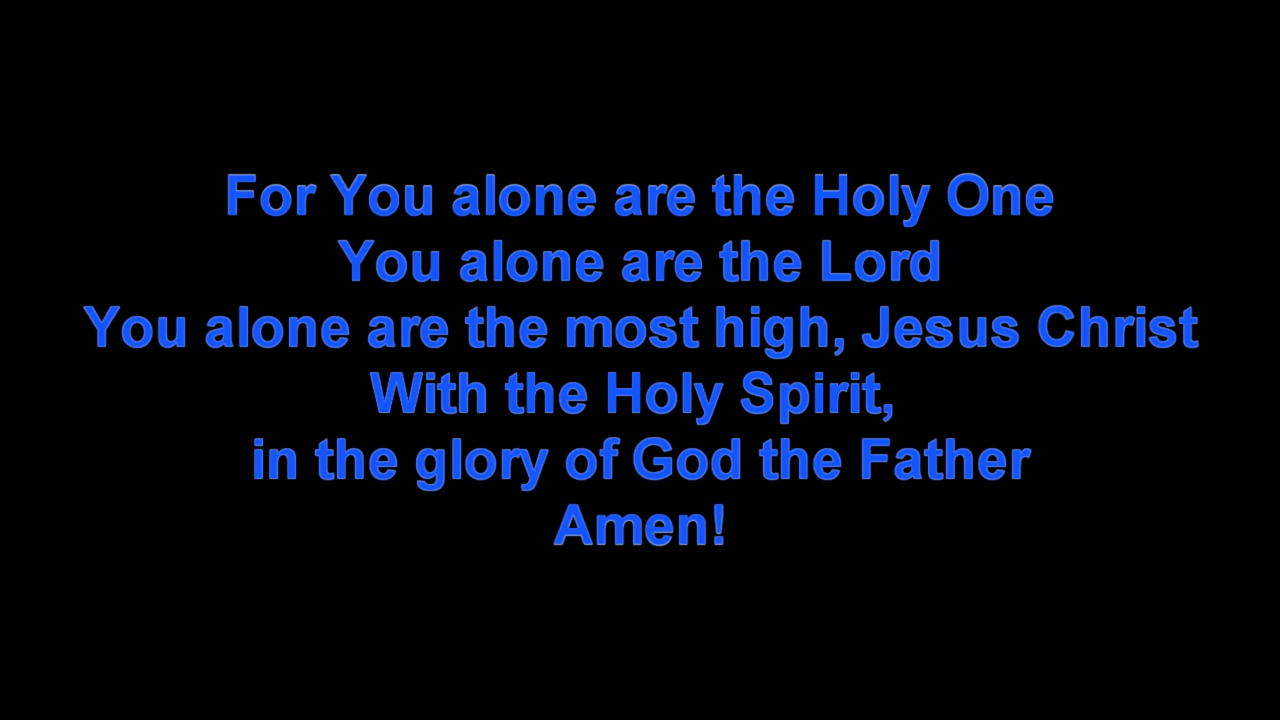 For You alone are the Holy One
You alone are the Lord
You alone are the most high, Jesus Christ
With the Holy Spirit,
in the glory of God the Father
Amen!